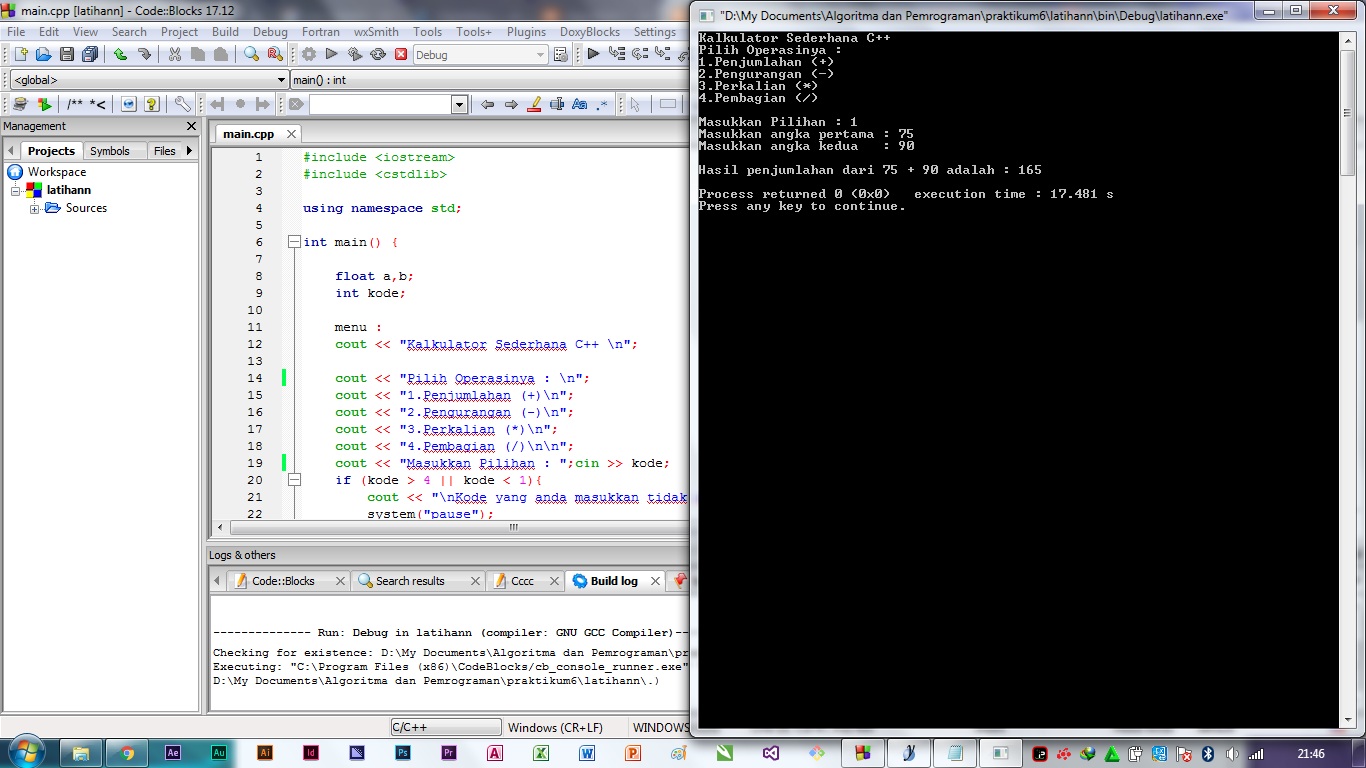 main.cpp [latihann] - Code::Blocks 17.12
File Edit View Search Project Build Debug Fortran wxSmith Tools Tools+ Plugins DoxyBlocks Settings
Debug
<global>
main() : int
/** *<
Aa .*
Management
Projects Symbols Files
Workspace
latihann
Sources
main.cpp
1 #include <iostream>
2 #include <cstdlib>
3
4 using namespace std;
5
6 int main() {
7
8 float a,b;
9 int kode;
10
11 menu :
12 cout << "Kalkulator Sederhana C++ \n";
13
14 cout << "Pilih Operasinya : \n";
15 cout << "1.Penjumlahan (+)\n";
16 cout << "2.Pengurangan (-)\n";
17 cout << "3.Perkalian (*)\n";
18 cout << "4.Pembagian (/)\n\n";
19 cout << "Masukkan Pilihan : ";cin >> kode;
20 if (kode > 4 || kode < 1){
21 cout << "\nKode yang anda masukkan tidak
22 system("pause");
Logs & others
Code::Blocks Search results Cccc Build log
-------------- Run: Debug in latihann (compiler: GNU GCC Compiler)--
Checking for existence: D:\My Documents\Algoritma dan Pemrograman\pr
Executing: "C:\Program Files (x86)\CodeBlocks/cb_console_runner.exe"
D:\My Documents\Algoritma dan Pemrograman\praktikum6\latihann\.)
C/C++ Windows (CR+LF) WINDOWS
"D:\My Documents\Algoritma dan Pemrograman\praktikum6\latihann\bin\Debug\latihann.exe"
Kalkulator Sederhana C++
Pilih Operasinya :
1.Penjumlahan (+)
2.Pengurangan (-)
3.Perkalian (*)
4.Pembagian (/)
Masukkan Pilihan : 1
Masukkan angka pertama : 75
Masukkan angka kedua : 90
Hasil penjumlahan dari 75 + 90 adalah : 165
Process returned 0 (0x0) execution time : 17.481 s
Press any key to continue.
Ae Au Ai Id Ps Pr A X W P
21:46